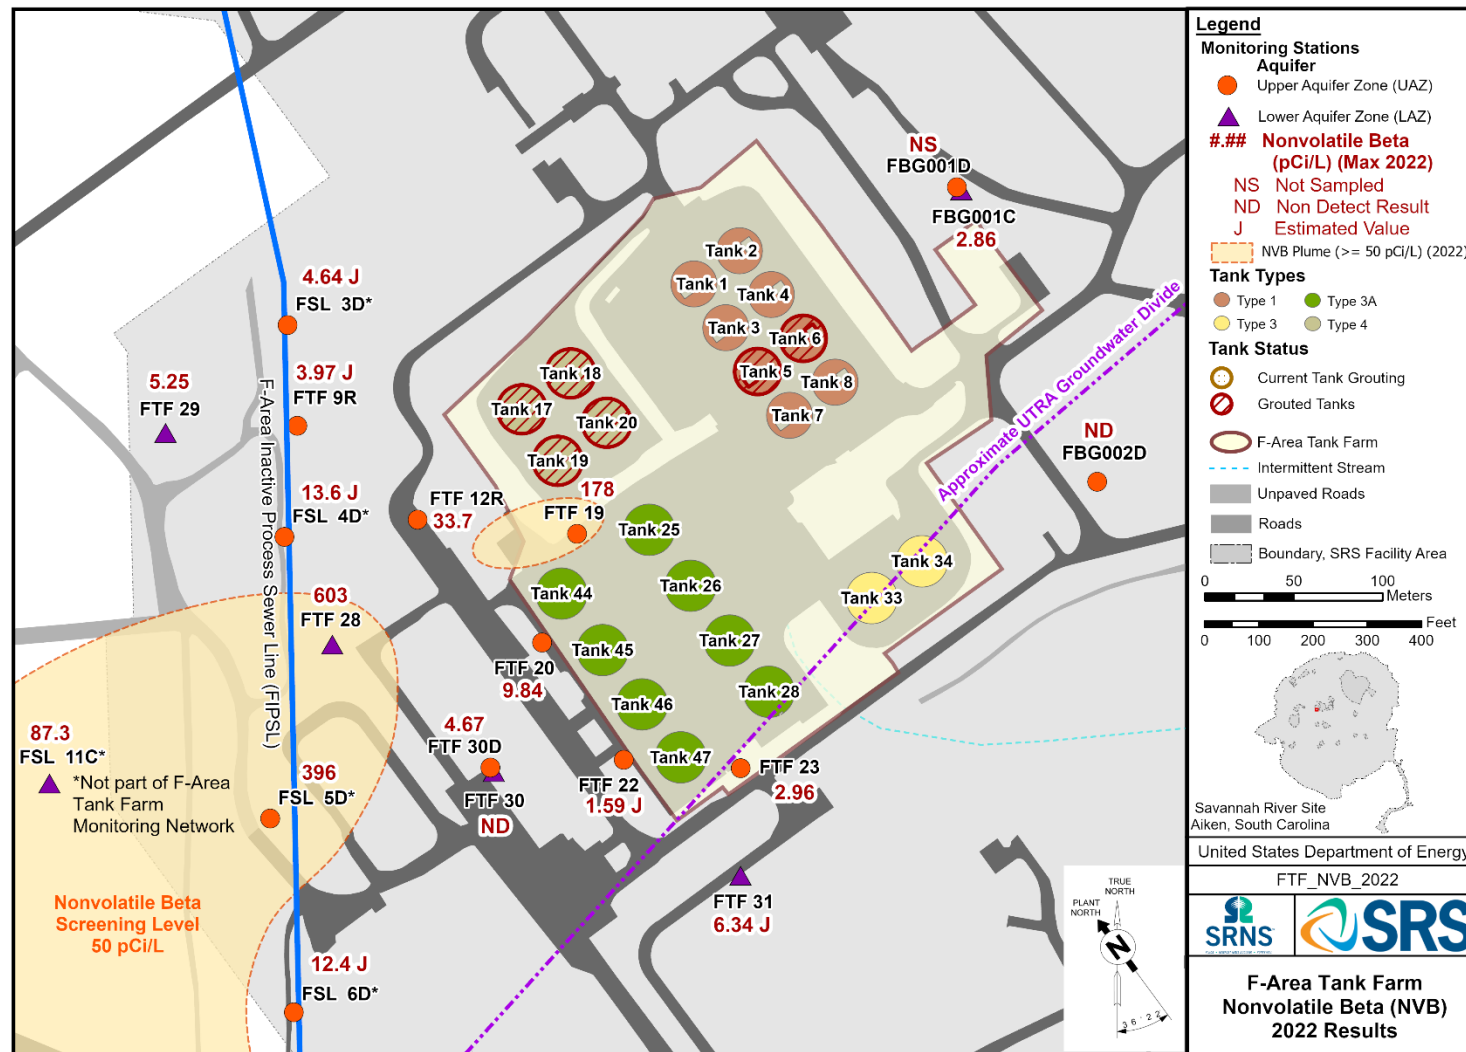 NS
FBG001D
FBG001C
2.86
Tank 2
Tank 1
Tank 4
Tank 3
Tank 6
Tank 5
Tank 8
Tank 7
Tank 18
Tank 17
Tank 20
Tank 19
4.64 J
FSL 3D*
3.97 J
FTF 9R
5.25
FTF 29
13.6 J
FSL 4D*
F-Area Inactive Process Sewer Line (FIPSL)
FTF 12R
33.7
178
FTF 19
Tank 25
Tank 44
Tank 26
Tank 45
Tank 27
Tank 46
Tank 28
Tank 47
Tank 34
Tank 33
Approximate UTRA Groundwater Divide
ND
FBG002D
603
FTF 28
FTF 20
9.84
4.67
FTF 30D
FTF 30
ND
FTF 22
1.59 J
FTF 23
2.96
FTF 31
6.34 J
87.3
FSL 11C*
*Not part of F-Area
Tank Farm
Monitoring Network
396
FSL 5D*
Nonvolatile Beta
Screening Level
50 pCi/L
12.4 J
FSL 6D*
TRUE
NORTH
PLANT
NORTH
N
36°22'
Legend
Monitoring Stations
Aquifer
Upper Aquifer Zone (UAZ)
Lower Aquifer Zone (LAZ)
#.## Nonvolatile Beta
(pCi/L) (Max 2022)
NS Not Sampled
ND Non Detect Result
J Estimated Value
NVB Plume (>= 50 pCi/L) (2022)
Tank Types
Type 1 Type 3A
Type 3 Type 4
Tank Status
Current Tank Grouting
Grouted Tanks
F-Area Tank Farm
Intermittent Stream
Unpaved Roads
Roads
Boundary, SRS Facility Area
0 50 100
Meters
Feet
0 100 200 300 400
Savannah River Site
Aiken, South Carolina
United States Department of Energy
FTF_NVB_2022
SRNS
SRS
F-Area Tank Farm
Nonvolatile Beta (NVB)
2022 Results